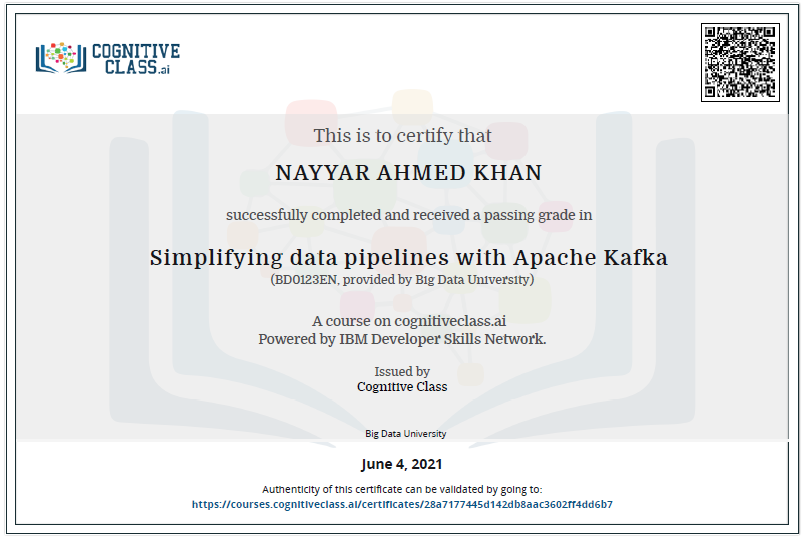 COGNITIVE
CLASS.ai
This is to certify that
NAYYAR AHMED KHAN
successfully completed and received a passing grade in
Simplifying data pipelines with Apache Kafka
(BD0123EN, provided by Big Data University)
A course on cognitiveclass.ai
Powered by IBM Developer Skills Network.
Issued by
Cognitive Class
Big Data University
June 4, 2021
Authenticity of this certificate can be validated by going to:
https://courses.cognitiveclass.ai/certificates/28a7177445d142db8aac3602ff4dd6b7